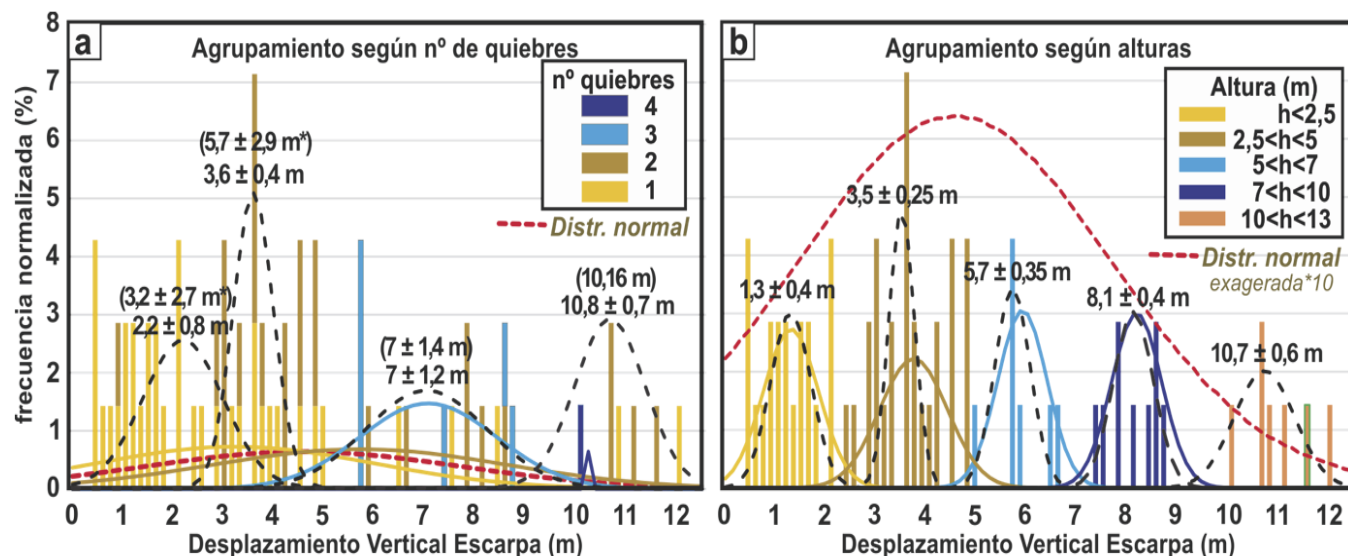 a
Agrupamiento según nº de quiebres
nº quiebres
4
3
2
1
Distr. normal
(5,7 ± 2,9 m*)
3,6 ± 0,4 m
(3,2 ± 2,7 m*)
2,2 ± 0,8 m
(7 ± 1,4 m)
7 ± 1,2 m
(10,16 m)
10,8 ± 0,7 m
frecuencia normalizada (%)
8
7
6
5
4
3
2
1
0
0 1 2 3 4 5 6 7 8 9 10 11 12
Desplazamiento Vertical Escarpa (m)
b
Agrupamiento según alturas
Altura (m)
h<2,5
2,5<h<5
5<h<7
7<h<10
10<h<13
Distr. normal
exagerada*10
3,5 ± 0,25 m
1,3 ± 0,4 m
5,7 ± 0,35 m
8,1 ± 0,4 m
10,7 ± 0,6 m
0 1 2 3 4 5 6 7 8 9 10 11 12
Desplazamiento Vertical Escarpa (m)